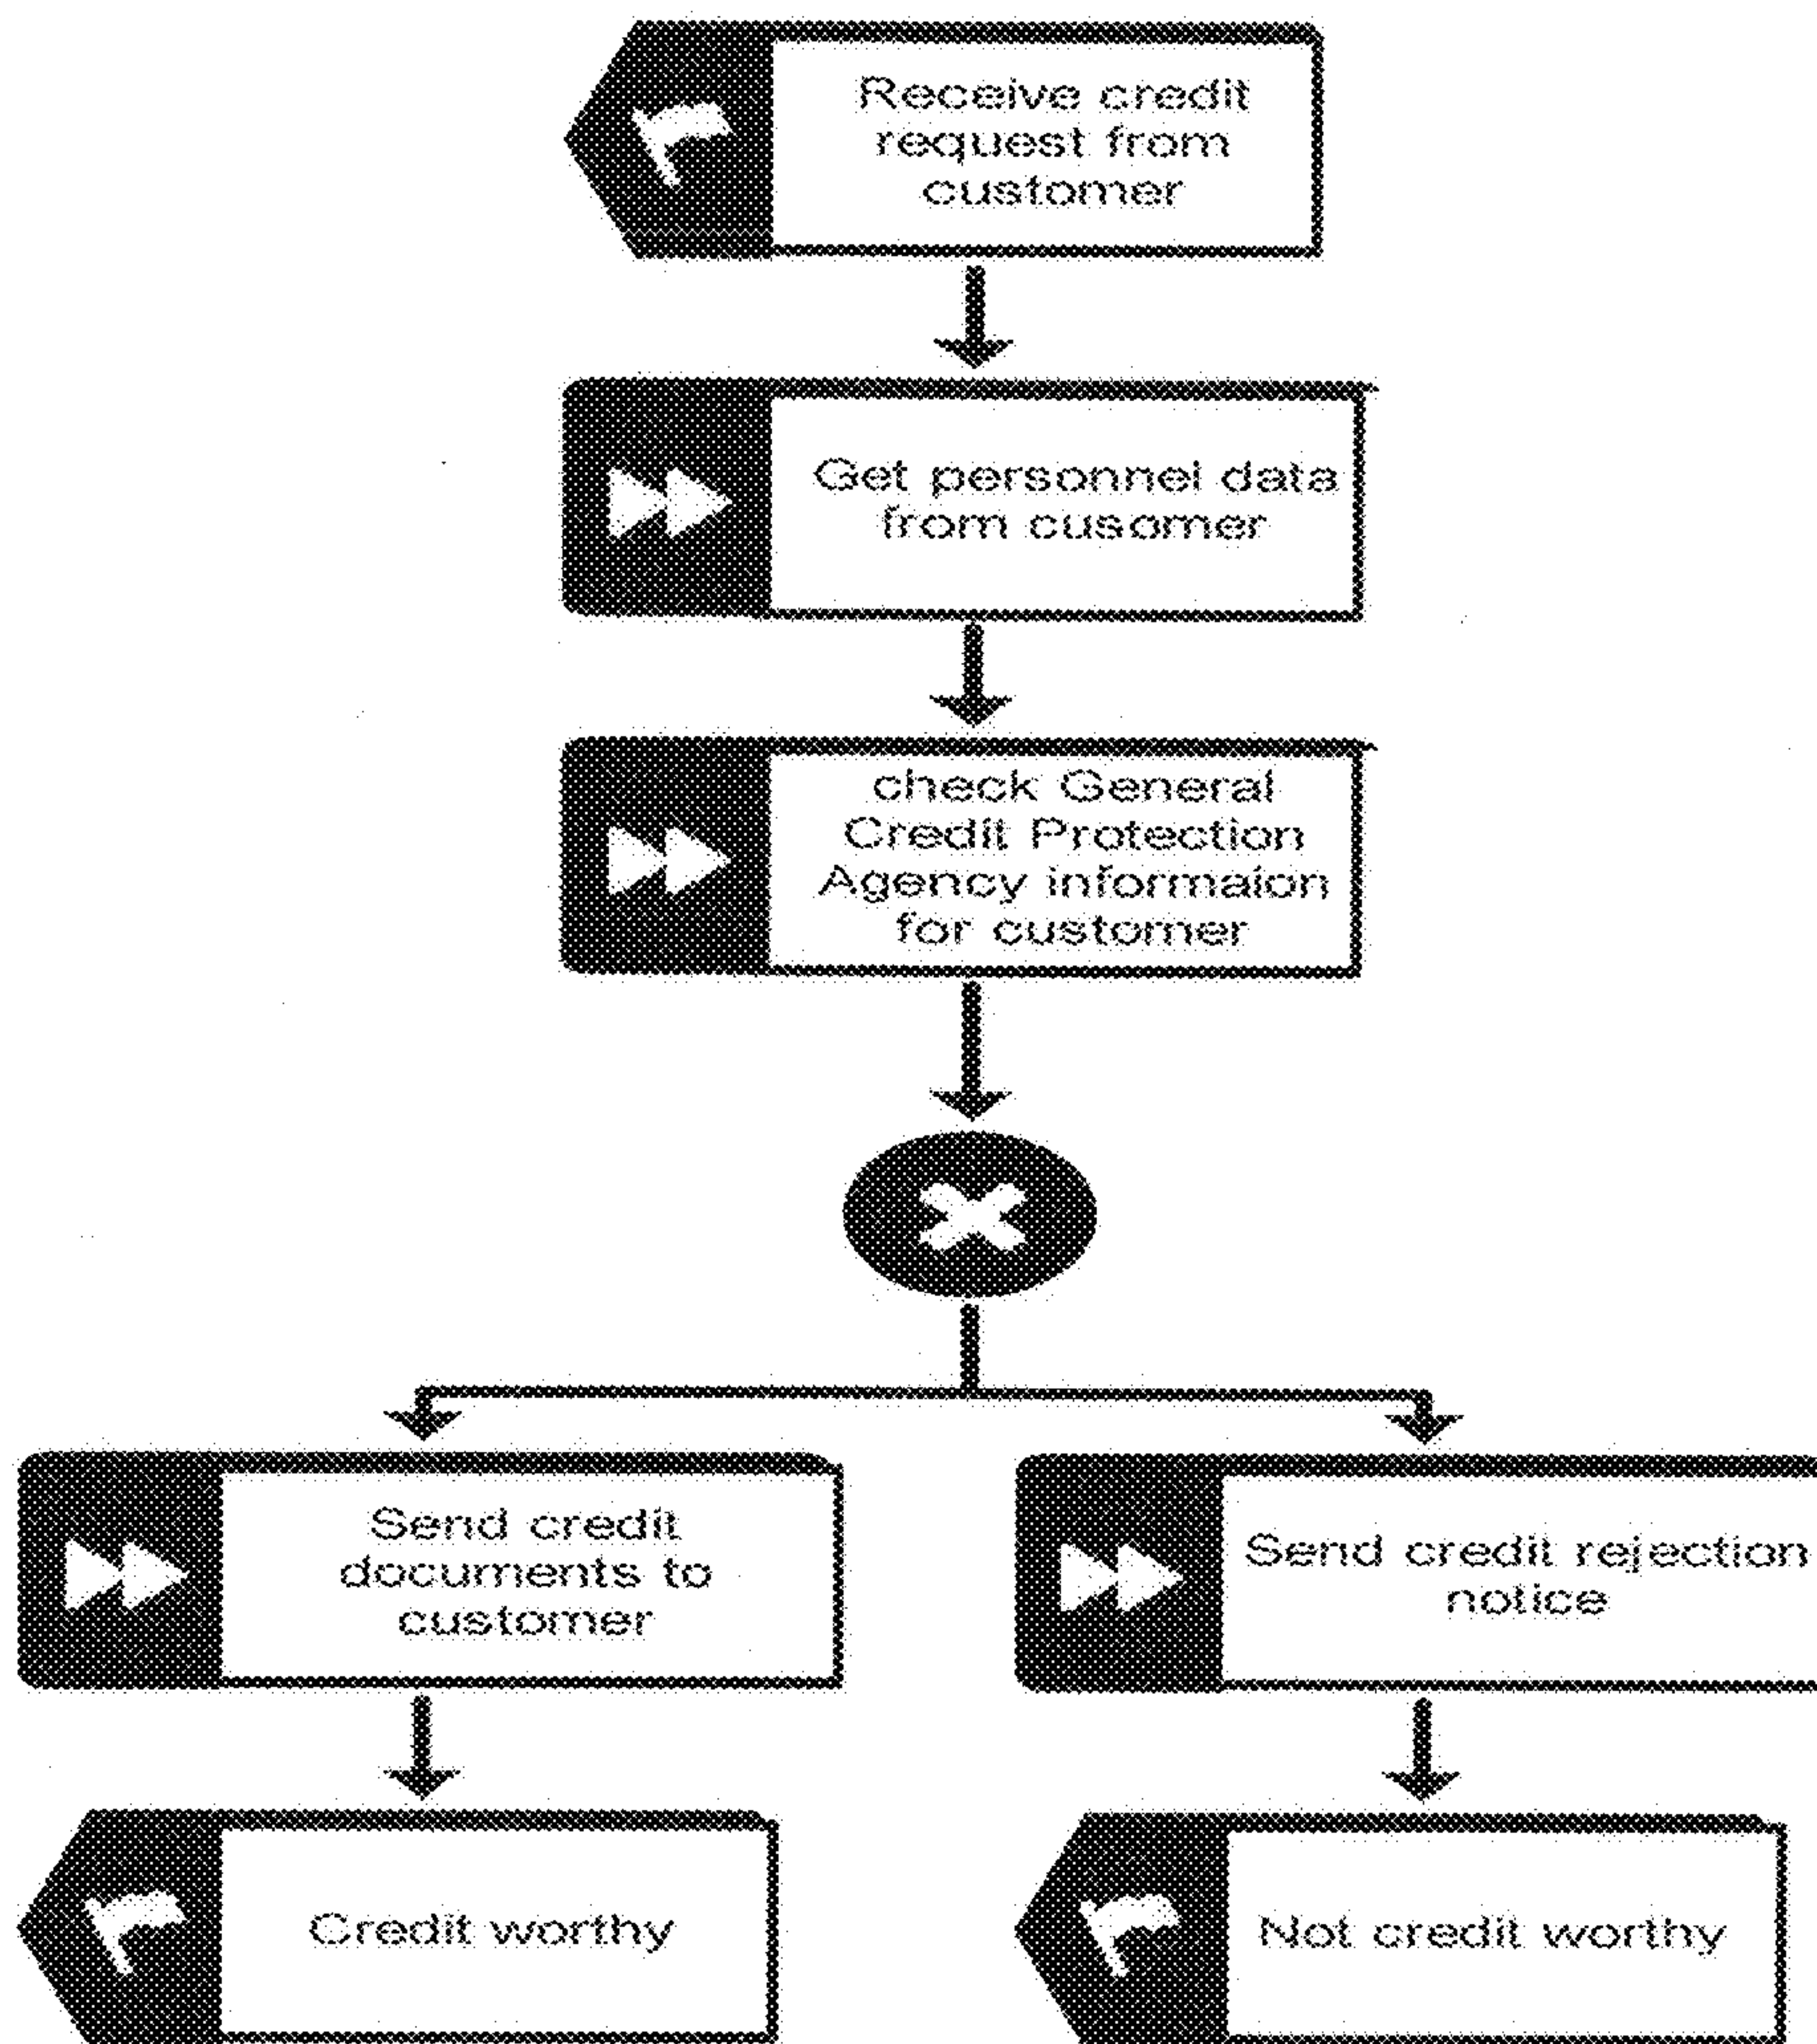 Receive credit
request from
customer
Get personnel data
from cusomer
check General
Credit Protection
Agency informaion
for customer
Send credit
documents to
customer
Send credit rejection
notice
Credit worthy
Not credit worthy